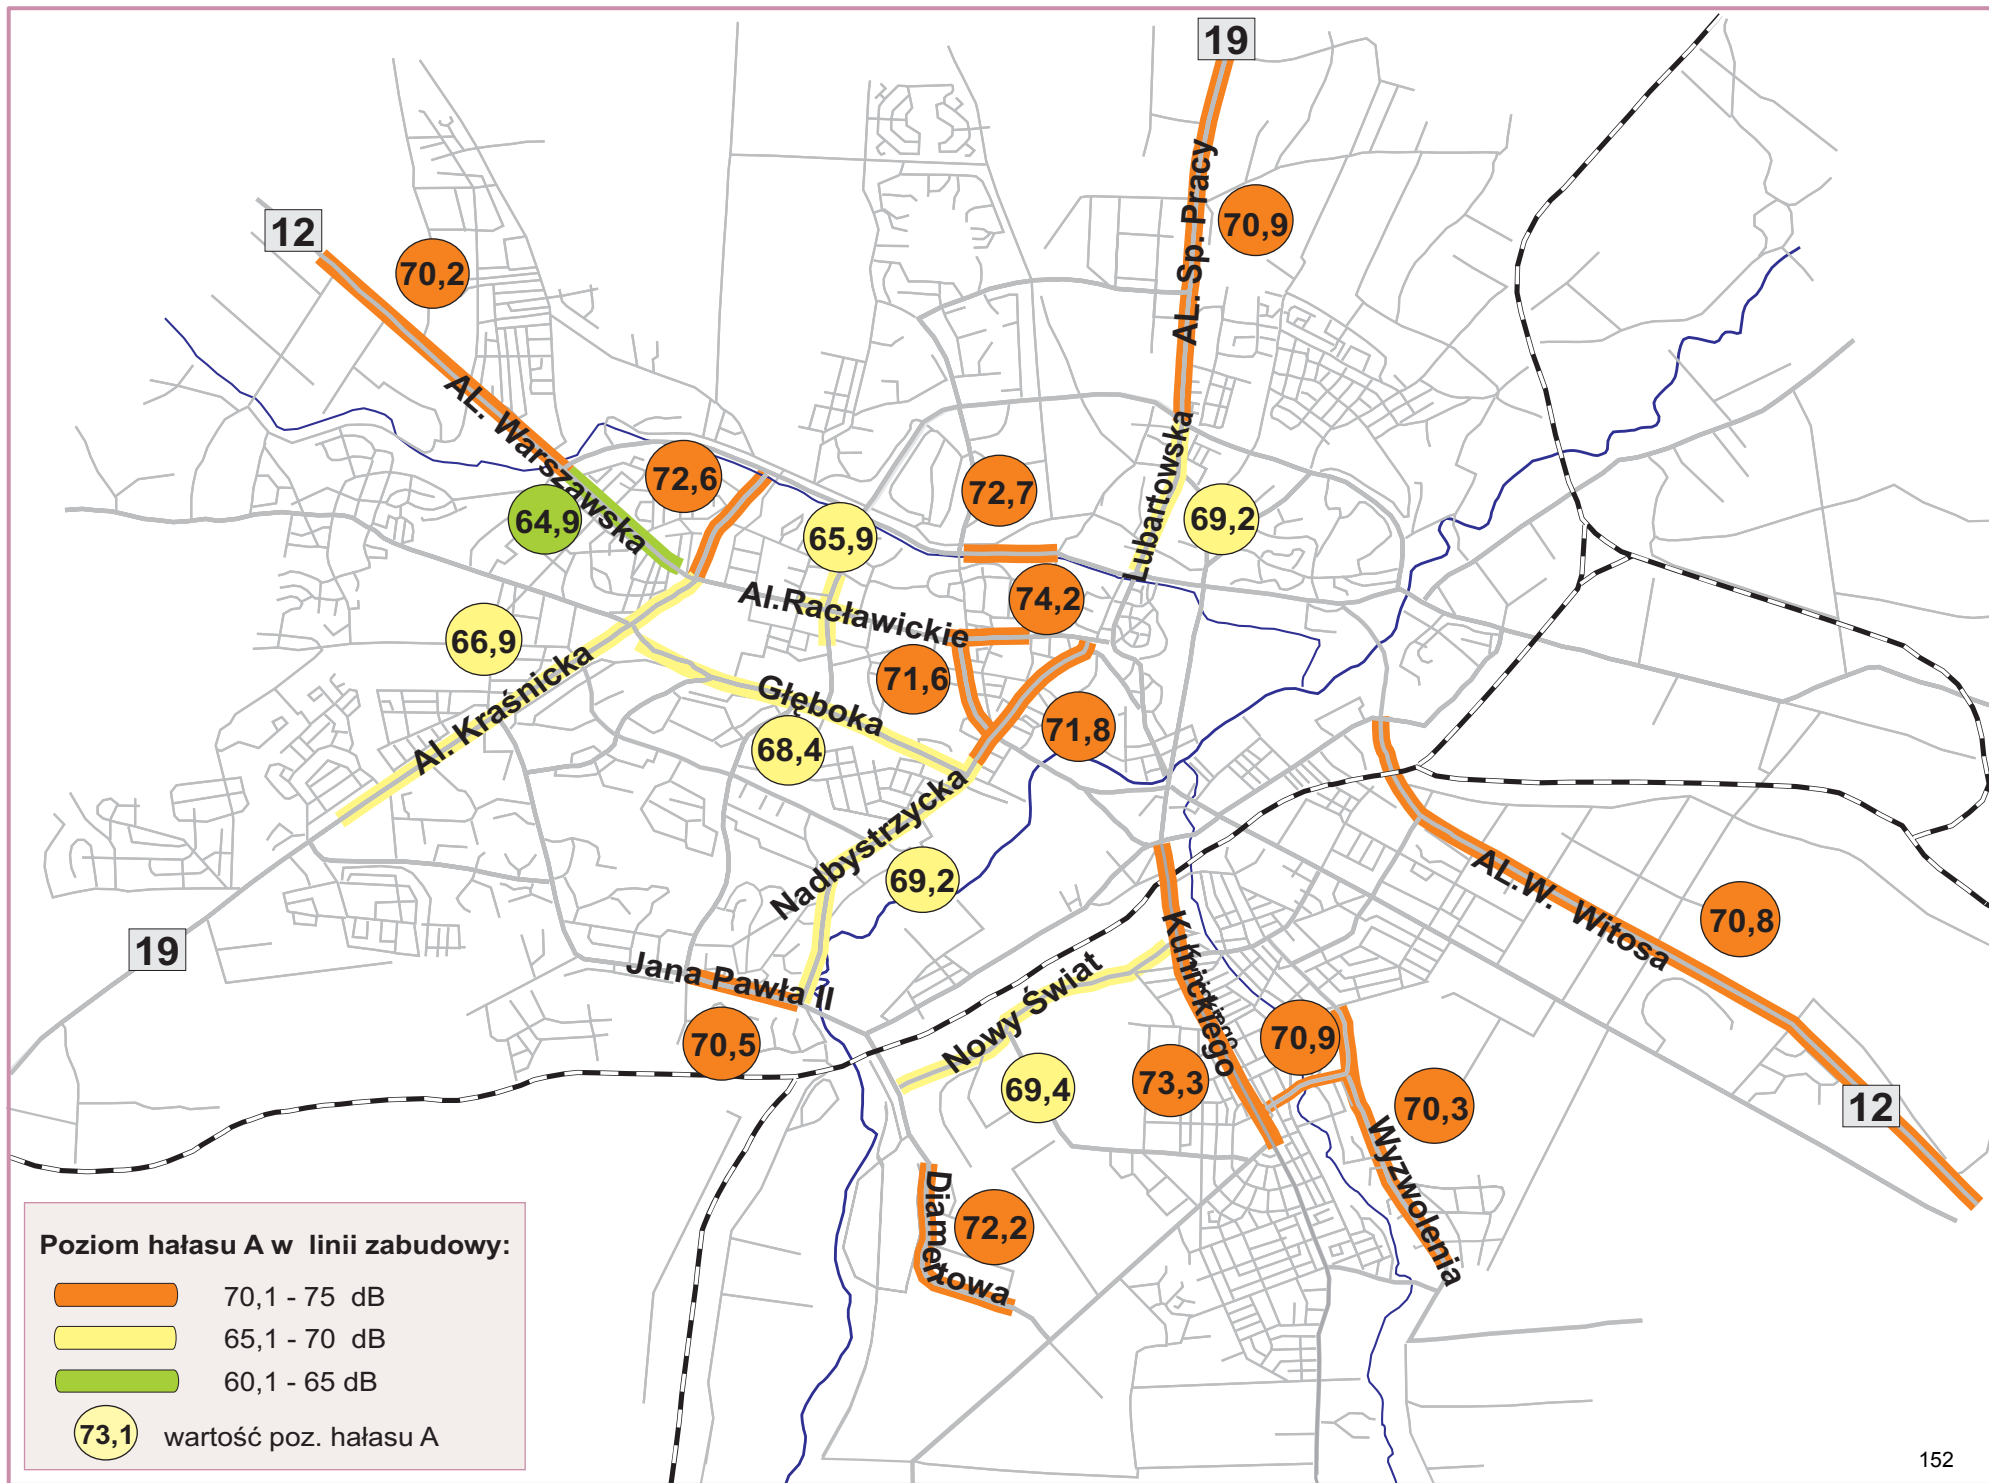 19
12
70,2
AL. Sp. Pracy
70,9
AL. Warszawska
72,6
64,9
65,9
72,7
Lubartowska
69,2
Al.Racławickie
74,2
66,9
Al. Kraśnicka
71,6
Głęboka
68,4
71,8
Nadbystrzycka
69,2
AL.W. Witosa
70,8
19
Jana Pawła II
70,5
Nowy Świat
69,4
Kunickiego
73,3
70,9
70,3
Wyzwolenia
12
Diamentowa
72,2
Poziom hałasu A w linii zabudowy:
70,1 - 75 dB
65,1 - 70 dB
60,1 - 65 dB
73,1 wartość poz. hałasu A
152